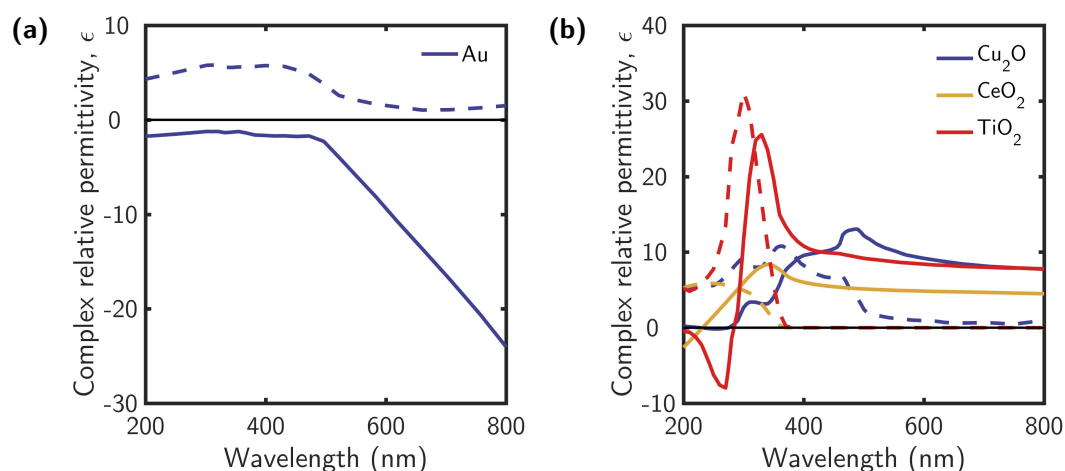 (a)
Complex relative permittivity, ϵ
10
0
-10
-20
-30
200
400
600
800
Wavelength (nm)
Au
(b)
Complex relative permittivity, ϵ
40
30
20
10
0
-10
200
400
600
800
Wavelength (nm)
Cu₂O
CeO₂
TiO₂